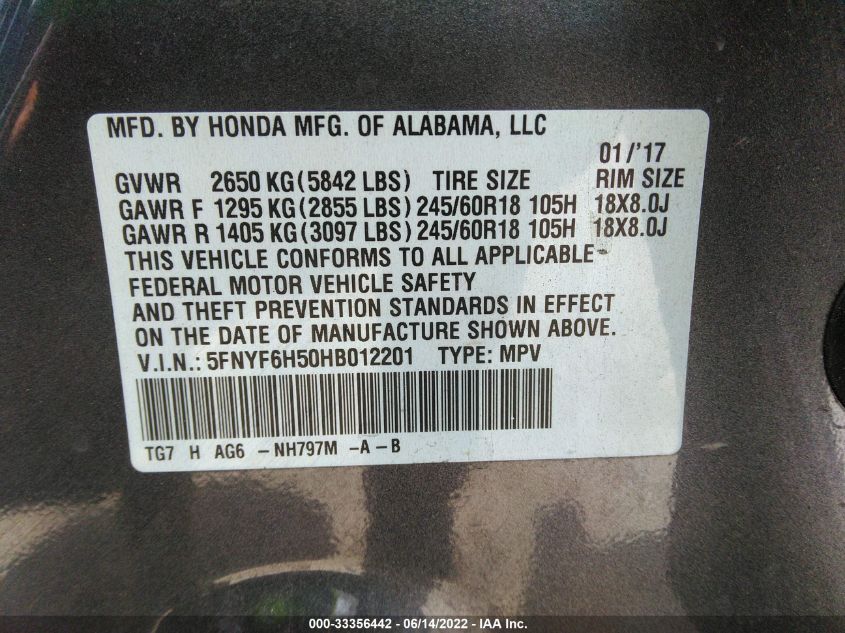 MFD. BY HONDA MFG. OF ALABAMA, LLC
01/'17
GVWR 2650 KG(5842 LBS) TIRE SIZE RIM SIZE
GAWR F 1295 KG(2855 LBS) 245/60R18 105H 18X8.0J
GAWR R 1405 KG(3097 LBS) 245/60R18 105H 18X8.0J
THIS VEHICLE CONFORMS TO ALL APPLICABLE
FEDERAL MOTOR VEHICLE SAFETY
AND THEFT PREVENTION STANDARDS IN EFFECT
ON THE DATE OF MANUFACTURE SHOWN ABOVE.
V.I.N.: 5FNYF6H50HB012201 TYPE: MPV
TG7 H AG6 -NH797M -A-B
000-33356442 - 06/14/2022 - IAA Inc.